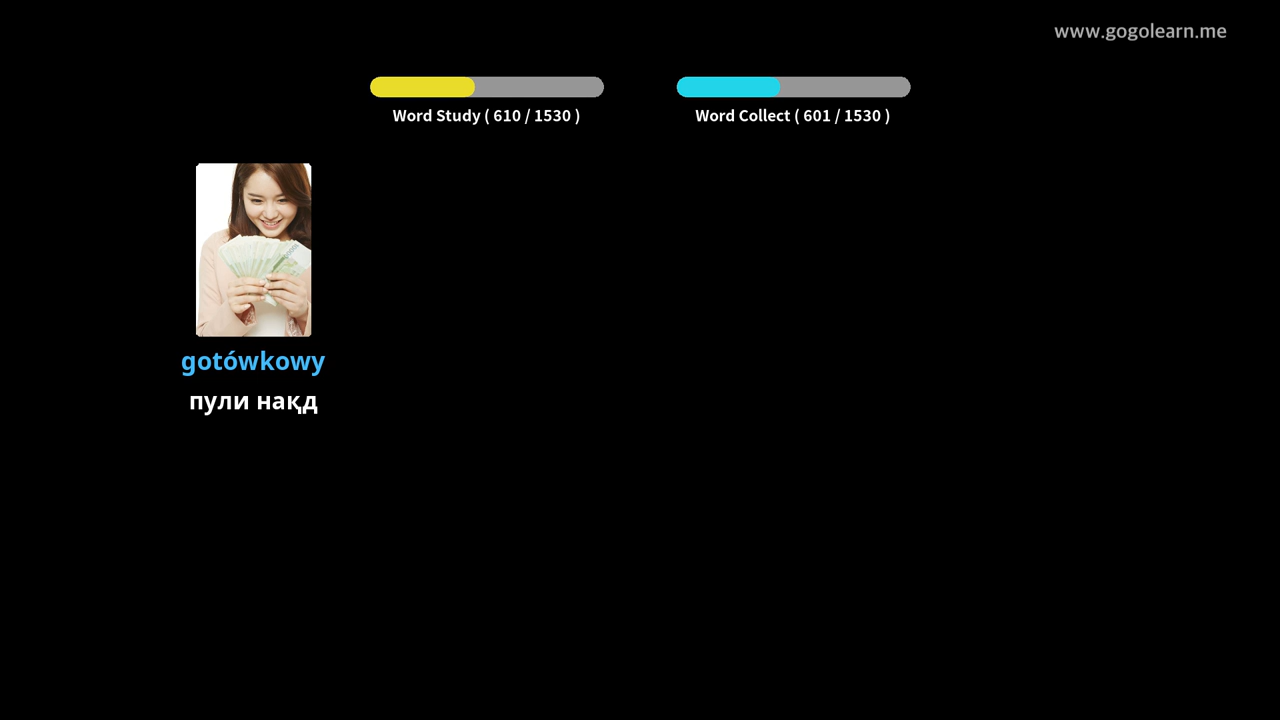 www.gogolearn.me
Word Study ( 610 / 1530 )
Word Collect ( 601 / 1530 )
gotówkowy
пули нақд